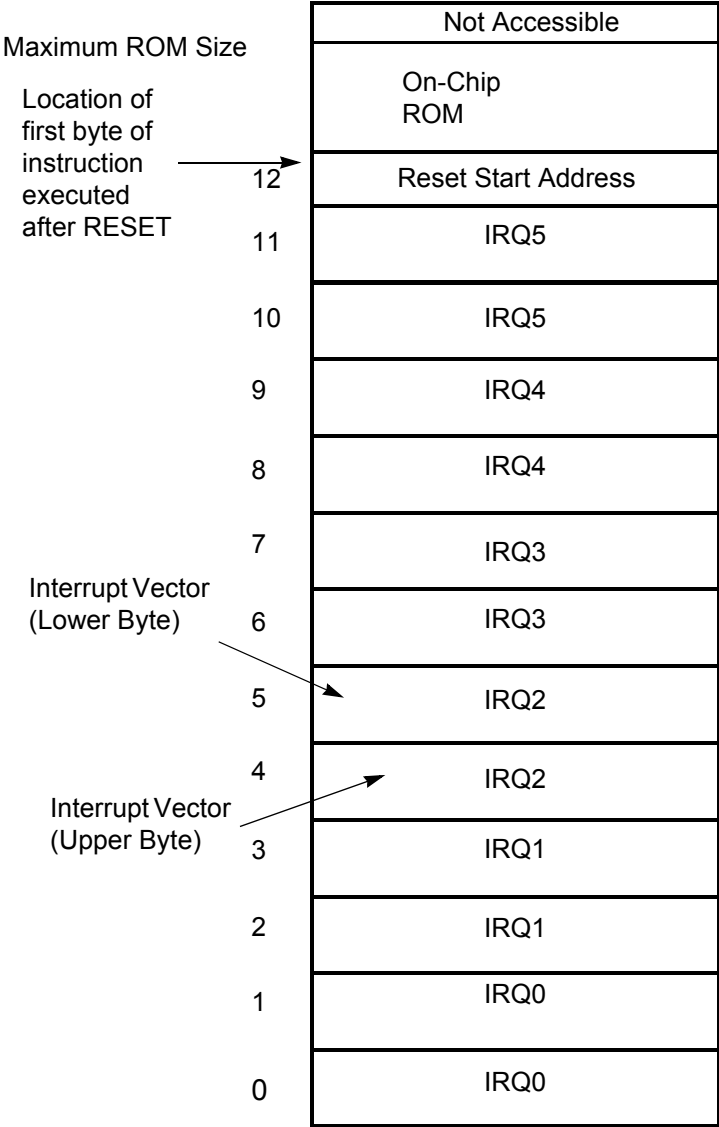 Not Accessible
Maximum ROM Size
On-Chip
ROM
Location of
first byte of
instruction
executed
after RESET
12 Reset Start Address
11 IRQ5
10 IRQ5
9 IRQ4
8 IRQ4
7 IRQ3
Interrupt Vector
(Lower Byte)
6 IRQ3
5 IRQ2
4 IRQ2
Interrupt Vector
(Upper Byte)
3 IRQ1
2 IRQ1
1 IRQ0
0 IRQ0